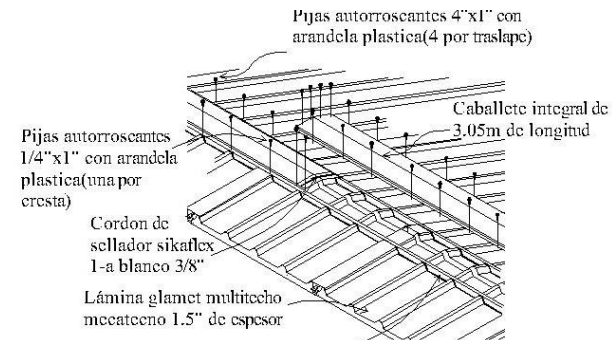 Pijas autorroscantes 4"x1" con
arandela plastica(4 por traslape)
Caballete integral de
3.05m de longitud
Pijas autorroscantes
1/4"x1" con arandela
plastica(una por
cresta)
Cordon de
sellador sikaflex
1-a blanco 3/8"
Lámina glamet multitecho
mecatecno 1.5" de espesor